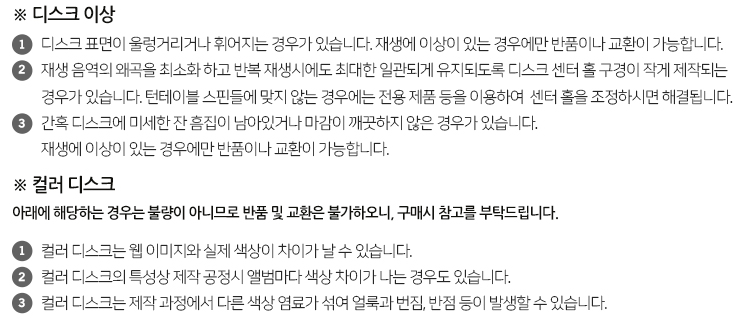 ※ 디스크 이상
1 디스크 표면이 울렁거리거나 휘어지는 경우가 있습니다. 재생에 이상이 있는 경우에만 반품이나 교환이 가능합니다.
2 재생 음역의 왜곡을 최소화 하고 반복 재생시에도 최대한 일관되게 유지되도록 디스크 센터 홀 구경이 작게 제작되는
경우가 있습니다. 턴테이블 스핀들에 맞지 않는 경우에는 전용 제품 등을 이용하여 센터 홀을 조정하시면 해결됩니다.
3 간혹 디스크에 미세한 잔 흠집이 남아있거나 마감이 깨끗하지 않은 경우가 있습니다.
재생에 이상이 있는 경우에만 반품이나 교환이 가능합니다.
※ 컬러 디스크
아래에 해당하는 경우는 불량이 아니므로 반품 및 교환은 불가하오니, 구매시 참고를 부탁드립니다.
1 컬러 디스크는 웹 이미지와 실제 색상이 차이가 날 수 있습니다.
2 컬러 디스크의 특성상 제작 공정시 앨범마다 색상 차이가 나는 경우도 있습니다.
3 컬러 디스크는 제작 과정에서 다른 색상 염료가 섞여 얼룩과 번짐, 반점 등이 발생할 수 있습니다.